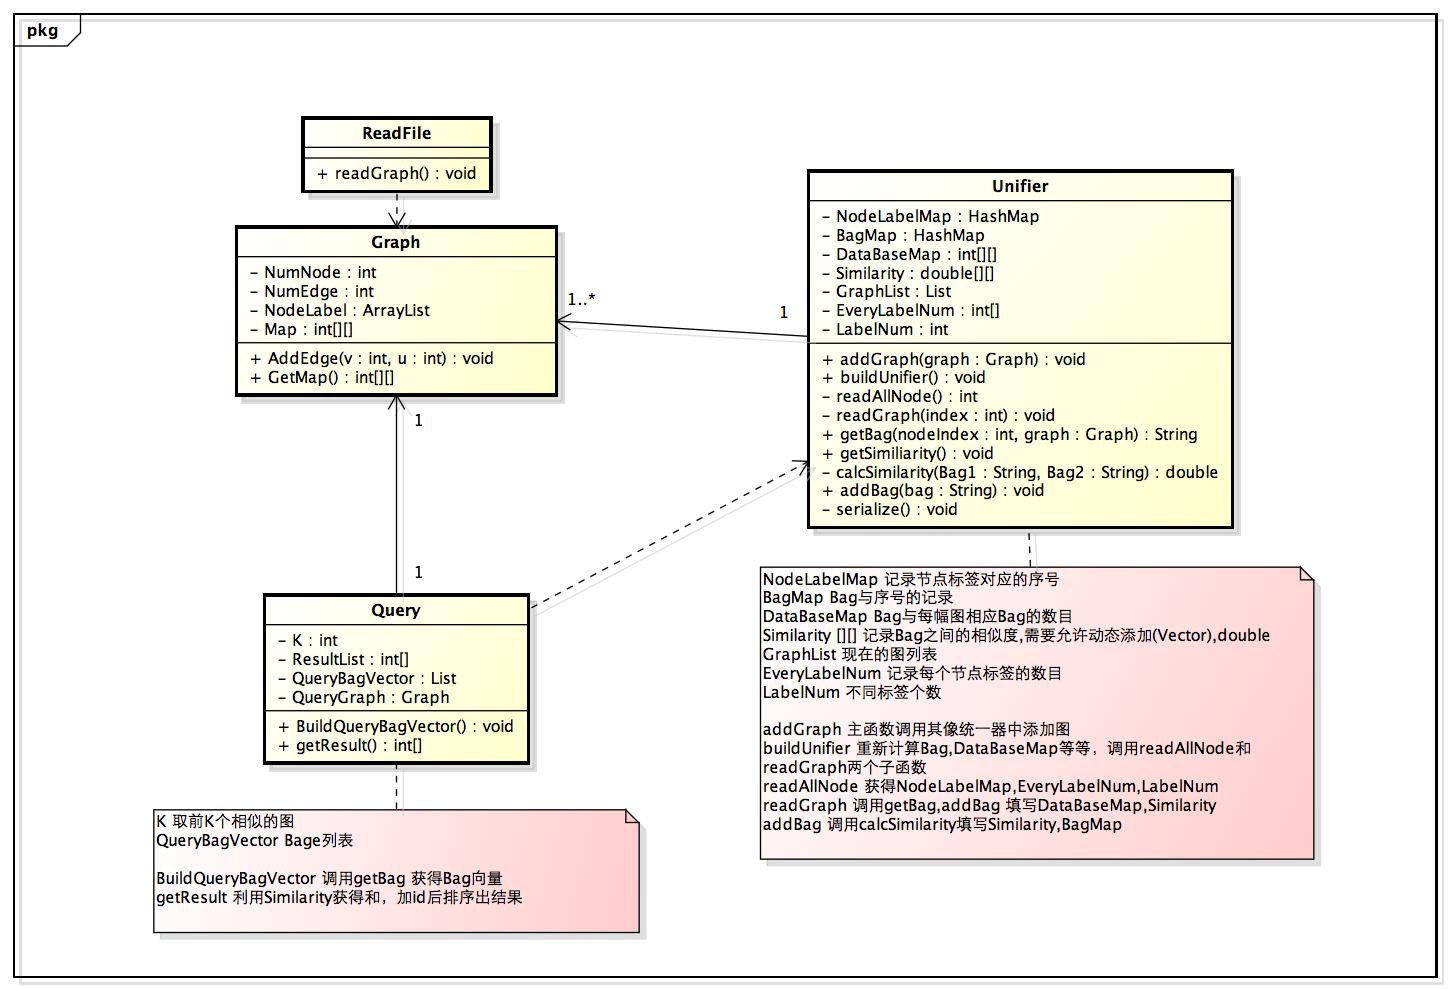 pkg
ReadFile
+ readGraph() : void
Graph
- NumNode : int
- NumEdge : int
- NodeLabel : ArrayList
- Map : int[][]
+ AddEdge(v : int, u : int) : void
+ GetMap() : int[][]
1..*
1
Unifier
- NodeLabelMap : HashMap
- BagMap : HashMap
- DataBaseMap : int[][]
- Similarity : double[][]
- GraphList : List
- EveryLabelNum : int[]
- LabelNum : int
+ addGraph(graph : Graph) : void
+ buildUnifier() : void
- readAllNode() : int
- readGraph(index : int) : void
+ getBag(nodeIndex : int, graph : Graph) : String
+ getSimiliarity() : void
- calcSimilarity(Bag1 : String, Bag2 : String) : double
+ addBag(bag : String) : void
- serialize() : void
1
1
Query
- K : int
- ResultList : int[]
- QueryBagVector : List
- QueryGraph : Graph
+ BuildQueryBagVector() : void
+ getResult() : int[]
K 取前K个相似的图
QueryBagVector Bage列表
BuildQueryBagVector 调用getBag 获得Bag向量
getResult 利用Similarity获得和，加id后排序出结果
NodeLabelMap 记录节点标签对应的序号
BagMap Bag与序号的记录
DataBaseMap Bag与每幅图相应Bag的数目
Similarity [][] 记录Bag之间的相似度,需要允许动态添加(Vector),double
GraphList 现在的图列表
EveryLabelNum 记录每个节点标签的数目
LabelNum 不同标签个数
addGraph 主函数调用其像统一器中添加图
buildUnifier 重新计算Bag,DataBaseMap等等，调用readAllNode和
readGraph两个子函数
readAllNode 获得NodeLabelMap,EveryLabelNum,LabelNum
readGraph 调用getBag,addBag 填写DataBaseMap,Similarity
addBag 调用calcSimilarity填写Similarity,BagMap